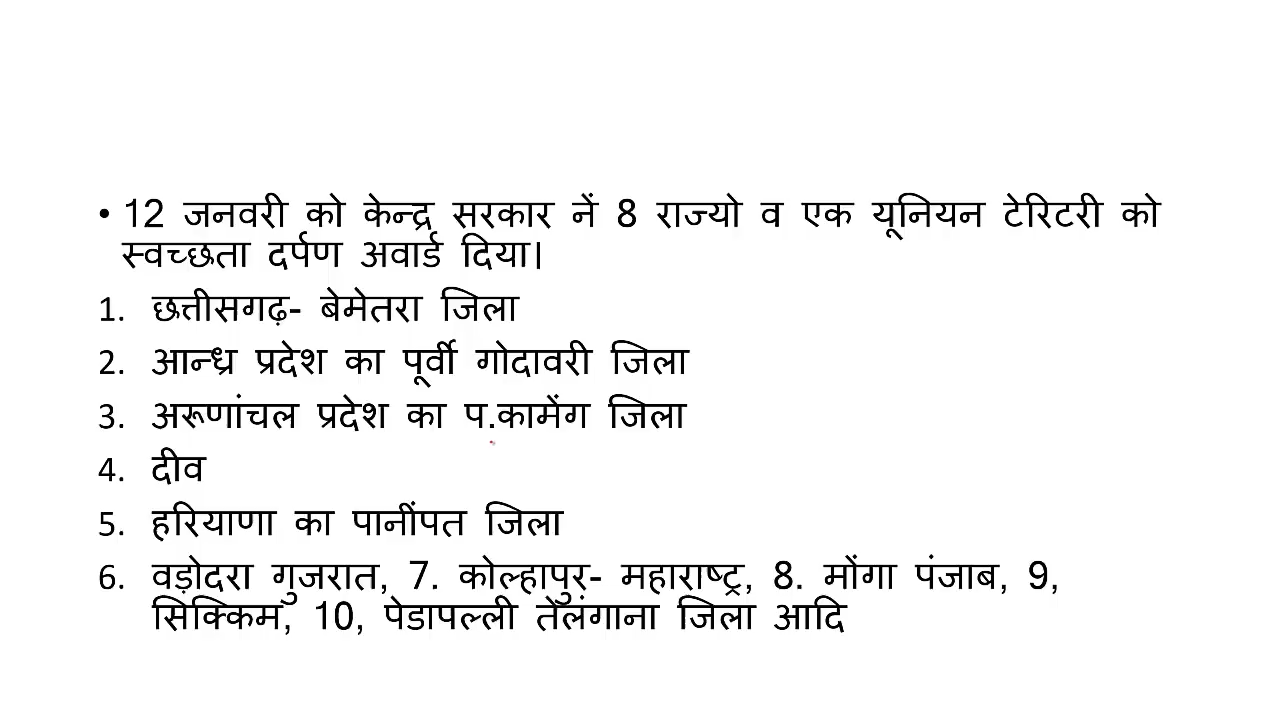 • 12 जनवरी को केन्द्र सरकार नें 8 राज्यो व एक यूनियन टेरिटरी को
स्वच्छता दर्पण अवार्ड दिया।
1. छत्तीसगढ़- बेमेतरा जिला
2. आन्ध्र प्रदेश का पूर्वी गोदावरी जिला
3. अरूणांचल प्रदेश का प.कामेंग जिला
4. दीव
5. हरियाणा का पानींपत जिला
6. वड़ोदरा गुजरात, 7. कोल्हापुर- महाराष्ट्र, 8. मोंगा पंजाब, 9,
सिक्किम, 10, पेडापल्ली तेलंगाना जिला आदि